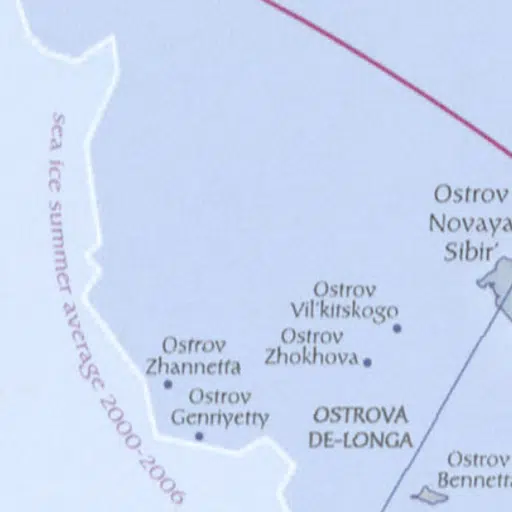 sea ice summer average 2000-2006
Ostrov
Novaya
Sibir'
Ostrov
Vil'kitskogo
Ostrov
Zhokhova
Ostrov
Zhannetta
Ostrov
Genriyetty
OSTROVA
DE-LONGA
Ostrov
Bennetta